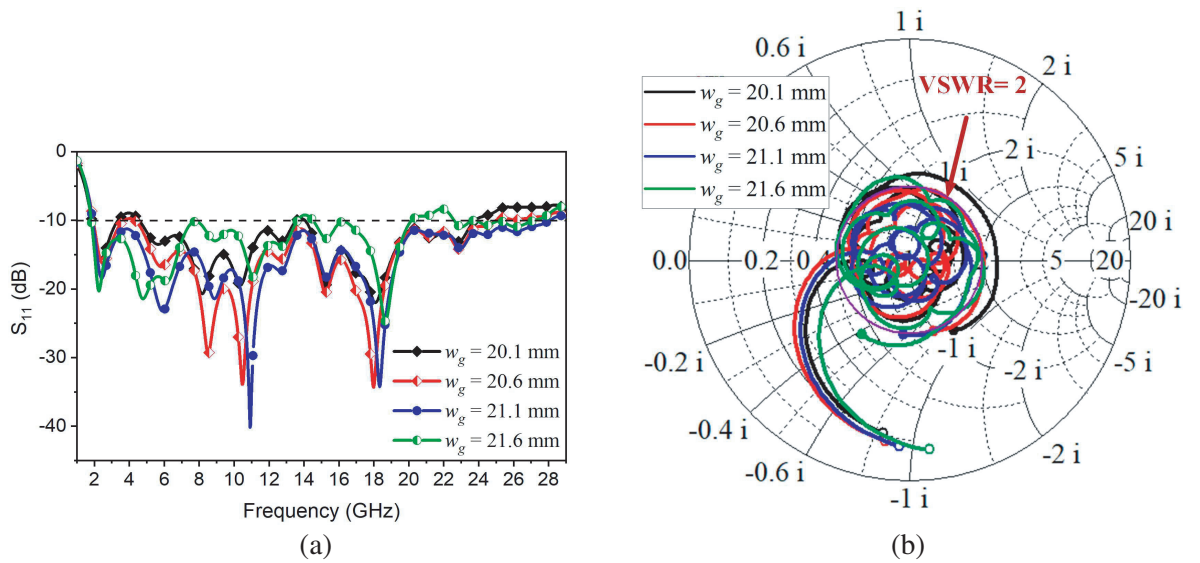 0
-10
-20
-30
-40
S11 (dB)
2 4 6 8 10 12 14 16 18 20 22 24 26 28
Frequency (GHz)
wg = 20.1 mm
wg = 20.6 mm
wg = 21.1 mm
wg = 21.6 mm
(a)
wg = 20.1 mm
wg = 20.6 mm
wg = 21.1 mm
wg = 21.6 mm
VSWR= 2
1 i
0.6 i
2 i
1 i
2 i
5 i
20 i
0.0
0.2
0
5
20
-20 i
-5 i
-0.2 i
-1 i
-2 i
-0.4 i
-0.6 i
-2 i
-1 i
(b)